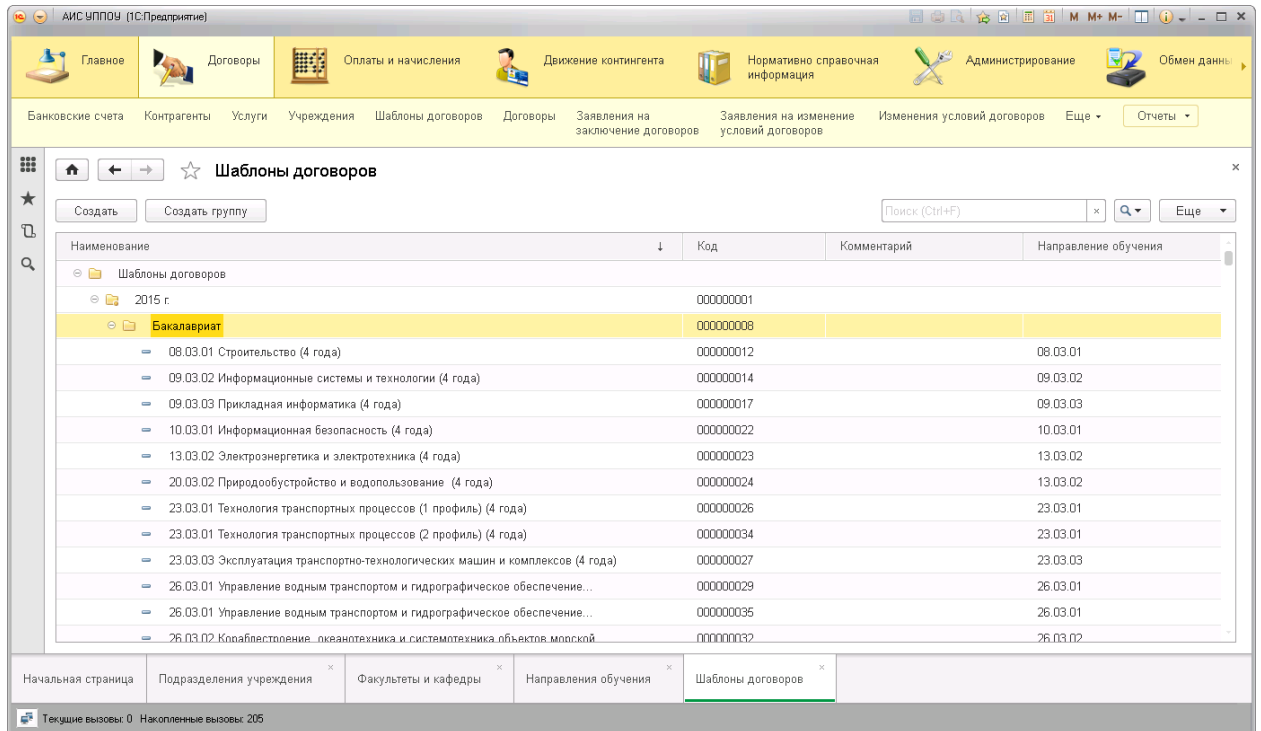 АИС УППОУ (1С:Предприятие)
M M+ M-
Главное
Договоры
Оплаты и начисления
Движение контингента
Нормативно справочная
информация
Администрирование
Обмен данны
Банковские счета
Контрагенты
Услуги
Учреждения
Шаблоны договоров
Договоры
Заявления на
заключение договоров
Заявления на изменение
условий договоров
Изменения условий договоров
Еще
Отчеты
Шаблоны договоров
Создать
Создать группу
Поиск (Ctrl+F)
Еще
Наименование ↓ Код Комментарий Направление обучения
Шаблоны договоров
2015 г. 000000001
Бакалавриат 000000008
08.03.01 Строительство (4 года) 000000012 08.03.01
09.03.02 Информационные системы и технологии (4 года) 000000014 09.03.02
09.03.03 Прикладная информатика (4 года) 000000017 09.03.03
10.03.01 Информационная безопасность (4 года) 000000022 10.03.01
13.03.02 Электроэнергетика и электротехника (4 года) 000000023 13.03.02
20.03.02 Природообустройство и водопользование (4 года) 000000024 13.03.02
23.03.01 Технология транспортных процессов (1 профиль) (4 года) 000000026 23.03.01
23.03.01 Технология транспортных процессов (2 профиль) (4 года) 000000034 23.03.01
23.03.03 Эксплуатация транспортно-технологических машин и комплексов (4 года) 000000027 23.03.03
26.03.01 Управление водным транспортом и гидрографическое обеспечение... 000000029 26.03.01
26.03.01 Управление водным транспортом и гидрографическое обеспечение... 000000035 26.03.01
26.03.02 Кораблестроение, океанотехника и системотехника объектов морской 000000032 26.03.02
Начальная страница
Подразделения учреждения
Факультеты и кафедры
Направления обучения
Шаблоны договоров
Текущие вызовы: 0 Накопленные вызовы: 205